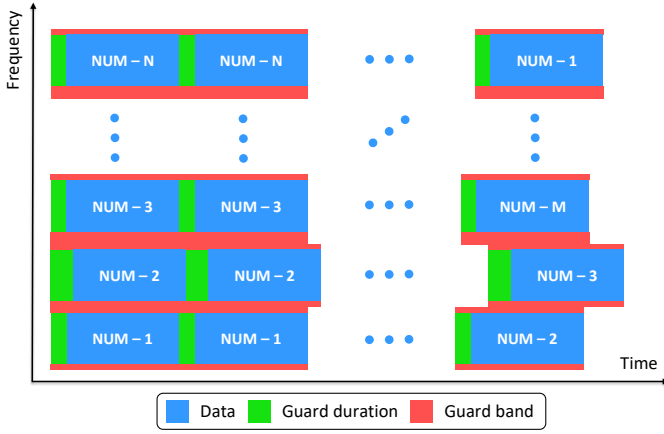 Frequency
NUM – N NUM – N NUM – 1
NUM – 3 NUM – 3 NUM – M
NUM – 2 NUM – 2 NUM – 3
NUM – 1 NUM – 1 NUM – 2
Time
Data Guard duration Guard band